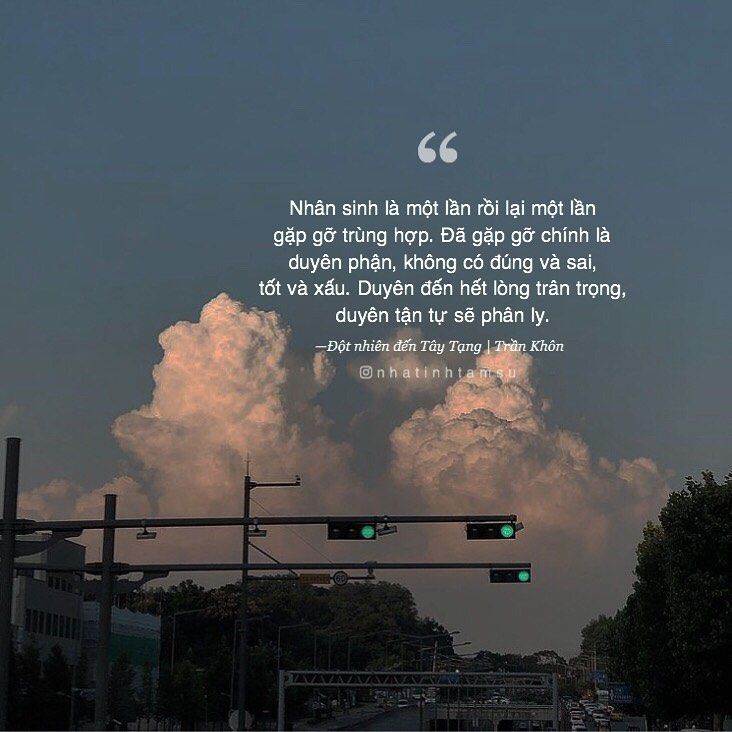 “
Nhân sinh là một lần rồi lại một lần
gặp gỡ trùng hợp. Đã gặp gỡ chính là
duyên phận, không có đúng và sai,
tốt và xấu. Duyên đến hết lòng trân trọng,
duyên tận tự sẽ phân ly.
—Đột nhiên đến Tây Tạng | Trần Khôn
@nhatinhtamsu
60